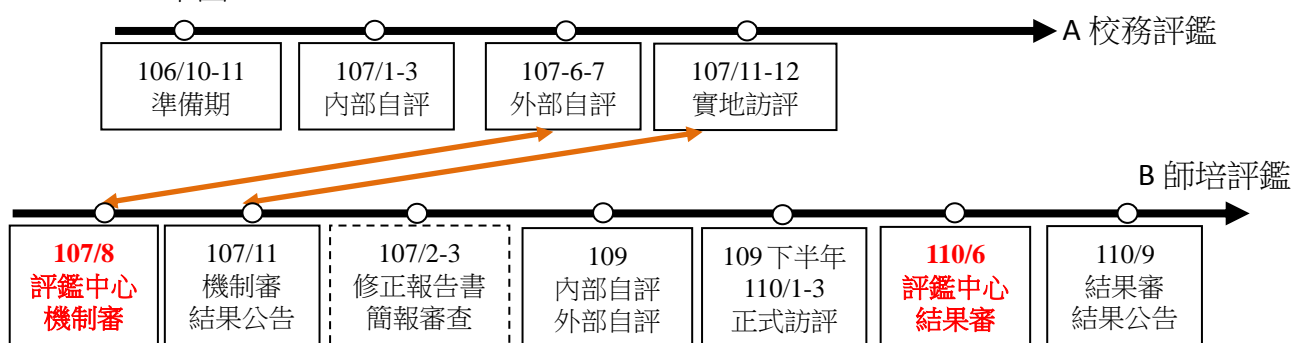 A 校務評鑑
106/10-11
準備期
107/1-3
內部自評
107-6-7
外部自評
107/11-12
實地訪評
B 師培評鑑
107/8
評鑑中心
機制審
107/11
機制審
結果公告
107/2-3
修正報告書
簡報審查
109
內部自評
外部自評
109 下半年
110/1-3
正式訪評
110/6
評鑑中心
結果審
110/9
結果審
結果公告